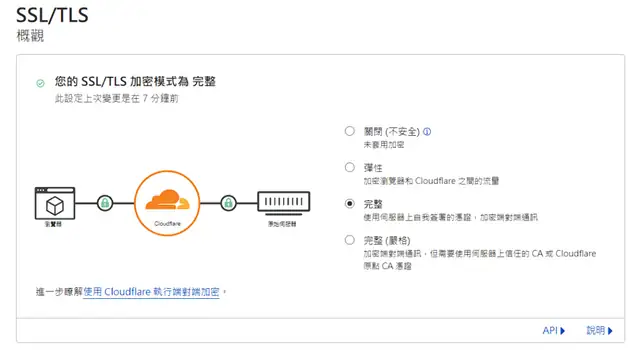 SSL/TLS
概觀
您的 SSL/TLS 加密模式為 完整
此設定上次變更是在 7 分鐘前
關閉 (不安全)
未套用加密
彈性
加密瀏覽器和 Cloudflare 之間的流量
完整
使用伺服器上自我簽署的憑證，加密端對端通訊
完整 (嚴格)
加密端對端通訊，但需要使用伺服器上信任的 CA 或 Cloudflare
原點 CA 憑證
瀏覽器
Cloudflare
原始伺服器
進一步瞭解使用 Cloudflare 執行端對端加密。
API
說明